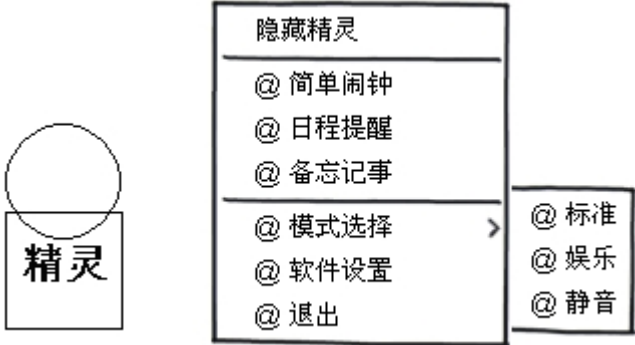 精灵
隐藏精灵
@ 简单闹钟
@ 日程提醒
@ 备忘记事
@ 模式选择 >
@ 软件设置
@ 退出
@ 标准
@ 娱乐
@ 静音